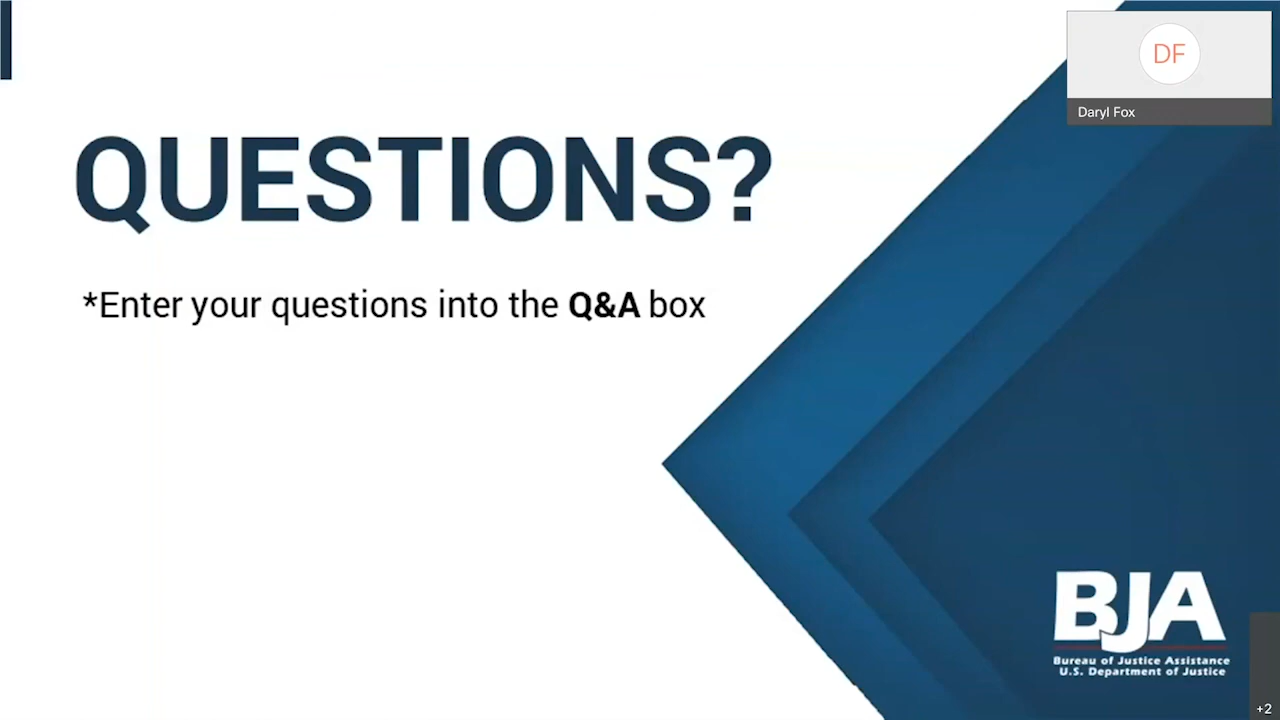 DF
Daryl Fox
QUESTIONS?
*Enter your questions into the Q&A box
BJA
Bureau of Justice Assistance
U.S. Department of Justice
+2